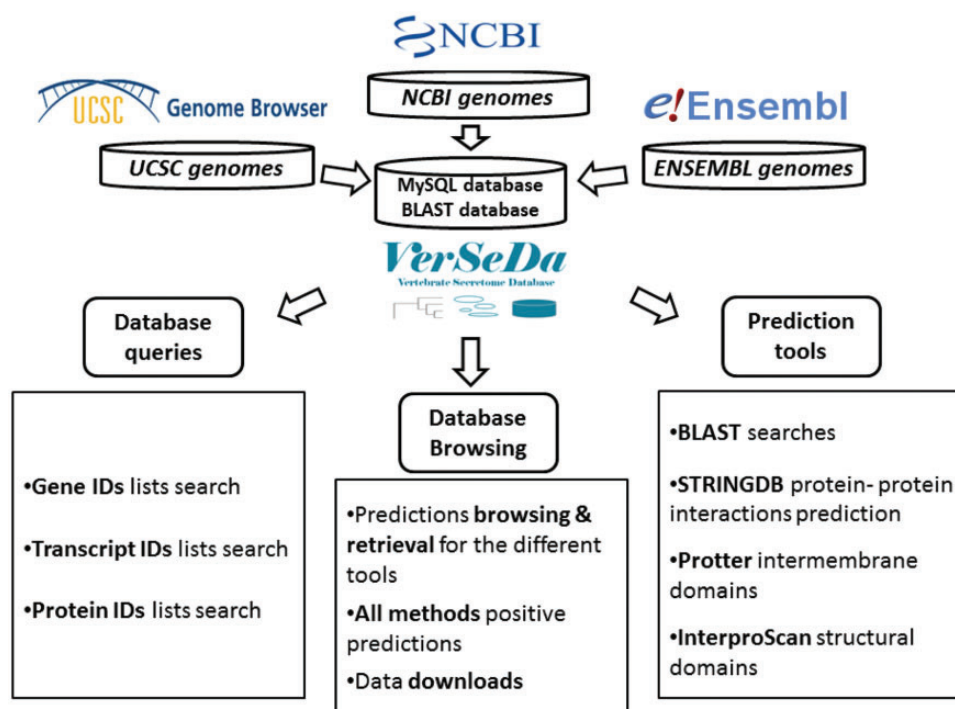 NCBI
UCSC Genome Browser
NCBI genomes
e!Ensembl
UCSC genomes
MySQL database
BLAST database
ENSEMBL genomes
VerSeDa
Vertebrate Secretome Database
Database
queries
•Gene IDs lists search
•Transcript IDs lists search
•Protein IDs lists search
Database
Browsing
•Predictions browsing &
retrieval for the different
tools
•All methods positive
predictions
•Data downloads
Prediction
tools
•BLAST searches
•STRINGDB protein- protein
interactions prediction
•Protter intermembrane
domains
•InterproScan structural
domains